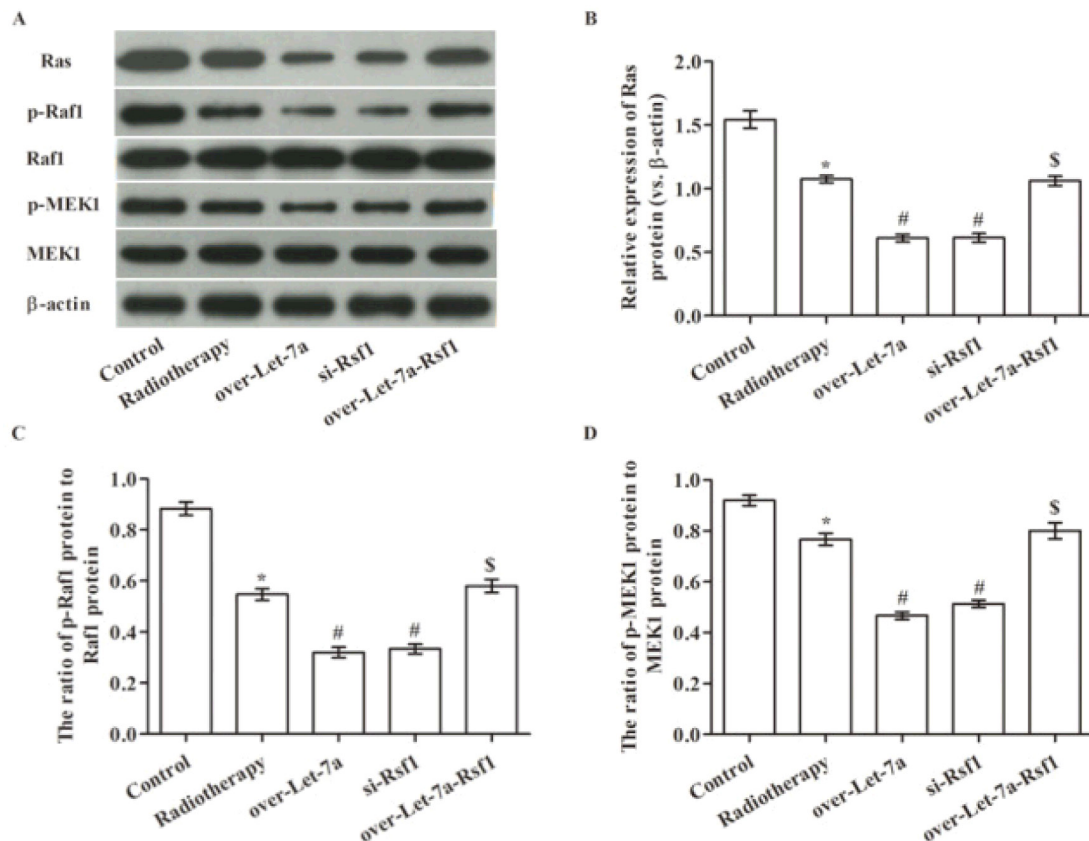 A
Ras
p-Raf1
Raf1
p-MEK1
MEK1
β-actin
Control
Radiotherapy
over-Let-7a
si-Rsf1
over-Let-7a-Rsf1
B
Relative expression of Ras
protein (vs. β-actin)
2.0
1.5
1.0
0.5
0.0
*
#
#
$
Control
Radiotherapy
over-Let-7a
si-Rsf1
over-Let-7a-Rsf1
C
The ratio of p-Raf1 protein to
Raf1 protein
1.0
0.8
0.6
0.4
0.2
0.0
*
#
#
$
Control
Radiotherapy
over-Let-7a
si-Rsf1
over-Let-7a-Rsf1
D
The ratio of p-MEK1 protein to
MEK1 protein
1.0
0.8
0.6
0.4
0.2
0.0
*
#
#
$
Control
Radiotherapy
over-Let-7a
si-Rsf1
over-Let-7a-Rsf1